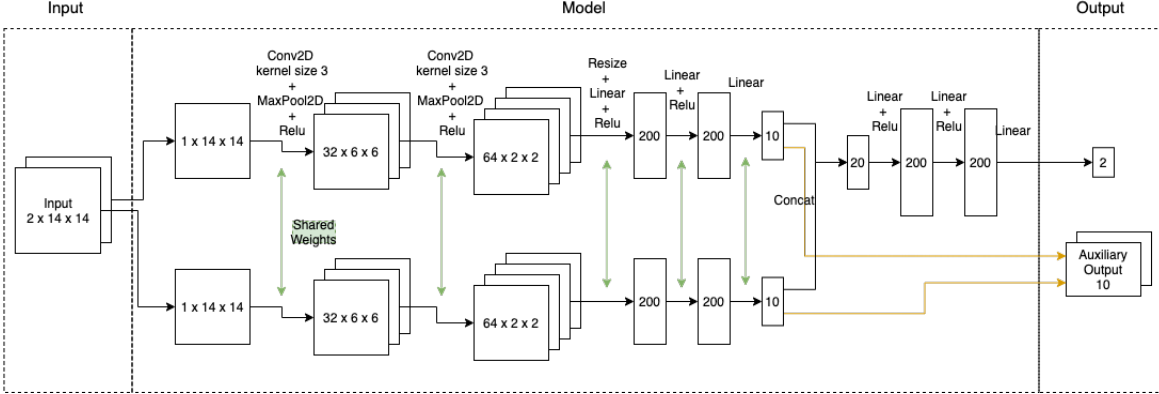 Input
Model
Output
Conv2D
kernel size 3
+
MaxPool2D
+
Relu
Conv2D
kernel size 3
+
MaxPool2D
+
Relu
Resize
+
Linear
+
Relu
Linear
+
Relu
Linear
Linear
+
Relu
Linear
+
Relu
Linear
1 x 14 x 14
32 x 6 x 6
64 x 2 x 2
200
200
10
20
200
200
2
Input
2 x 14 x 14
Shared
Weights
Concat
Auxiliary
Output
10
1 x 14 x 14
32 x 6 x 6
64 x 2 x 2
200
200
10